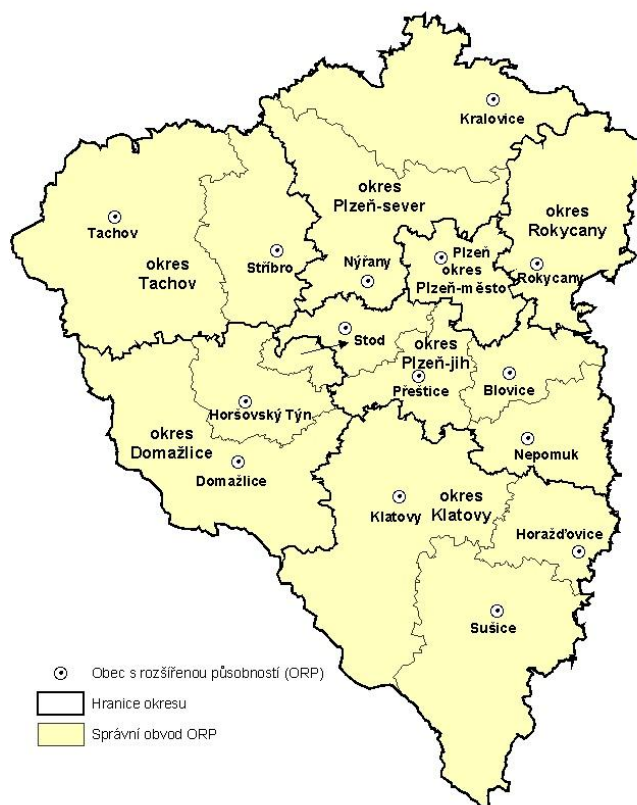 Kralovice
okres
Plzeň-sever
okres
Rokycany
Tachov
okres
Tachov
Stříbro
Nýřany
Plzeň
okres
Plzeň-město
Rokycany
Stod
okres
Plzeň-jih
Přeštice
Blovice
Horšovský Týn
okres
Domažlice
Domažlice
Nepomuk
Klatovy
okres
Klatovy
Horažďovice
Sušice
Obec s rozšířenou působností (ORP)
Hranice okresu
Správní obvod ORP